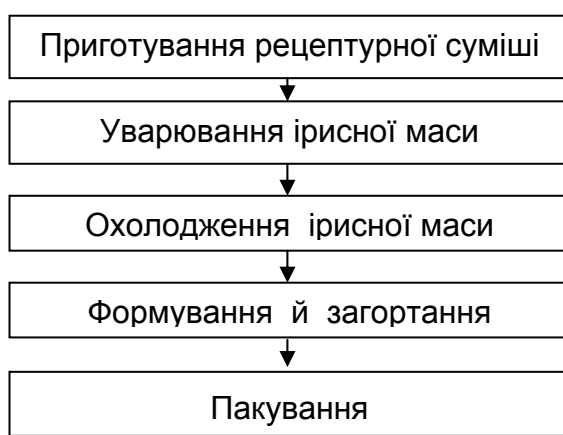 Приготування рецептурної суміші
Уварювання ірисної маси
Охолодження ірисної маси
Формування й загортання
Пакування